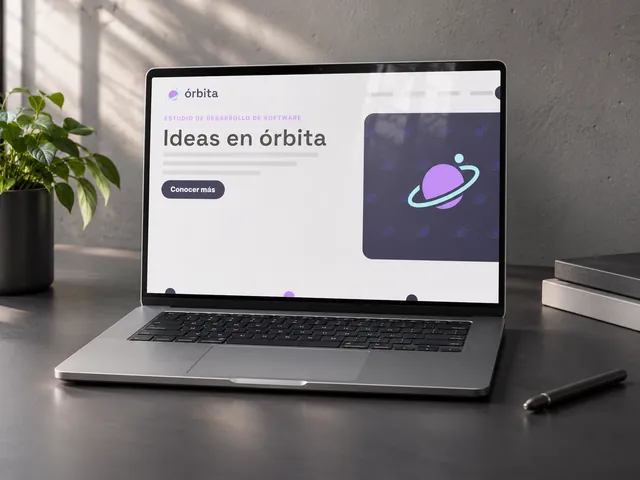 órbita
ESTUDIO DE DESARROLLO DE SOFTWARE
Ideas en órbita
Conocer más